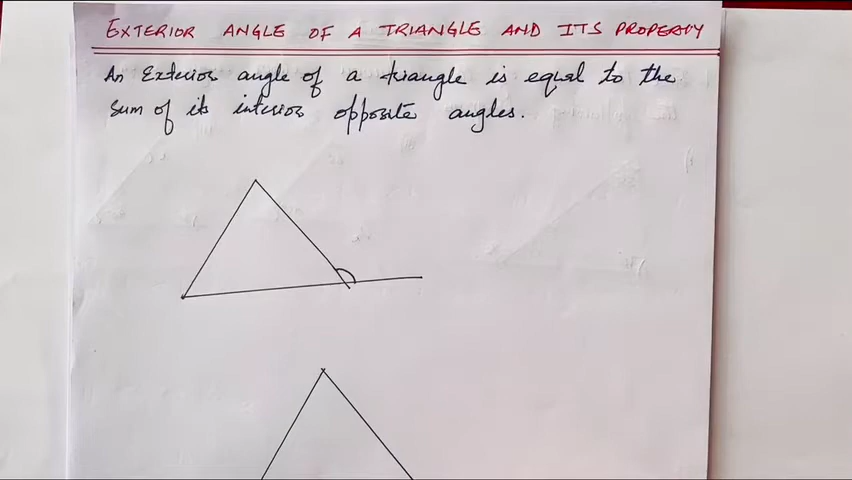 EXTERIOR ANGLE OF A TRIANGLE AND ITS PROPERTY
An Exterior angle of a triangle is equal to the
sum of its interior opposite angles.